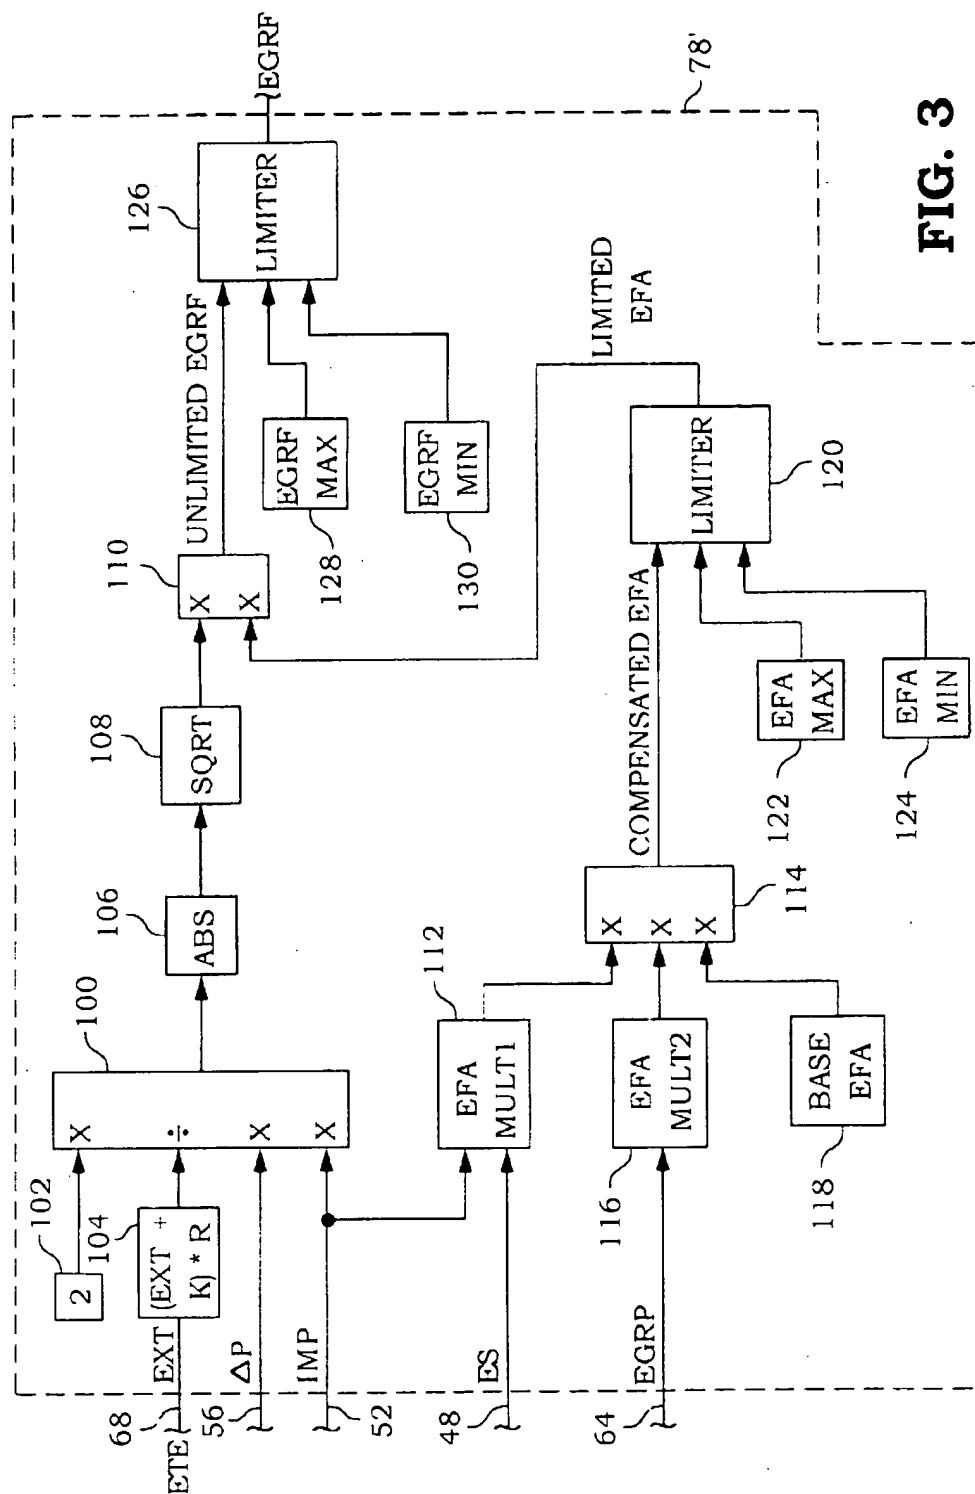 ETE
68
EXT
56
ΔP
52
IMP
48
ES
64
EGRP
102
2
104
(EXT +
K) * R
100
X
÷
X
X
106
ABS
108
SQRT
110
X
X
UNLIMITED EGRF
126
LIMITER
EGRF
EGRF
MAX
128
EGRF
MIN
130
112
EFA
MULT1
116
EFA
MULT2
118
BASE
EFA
X
X
X
114
COMPENSATED EFA
EFA
MAX
122
EFA
MIN
124
LIMITER
120
LIMITED
EFA
78'
FIG. 3